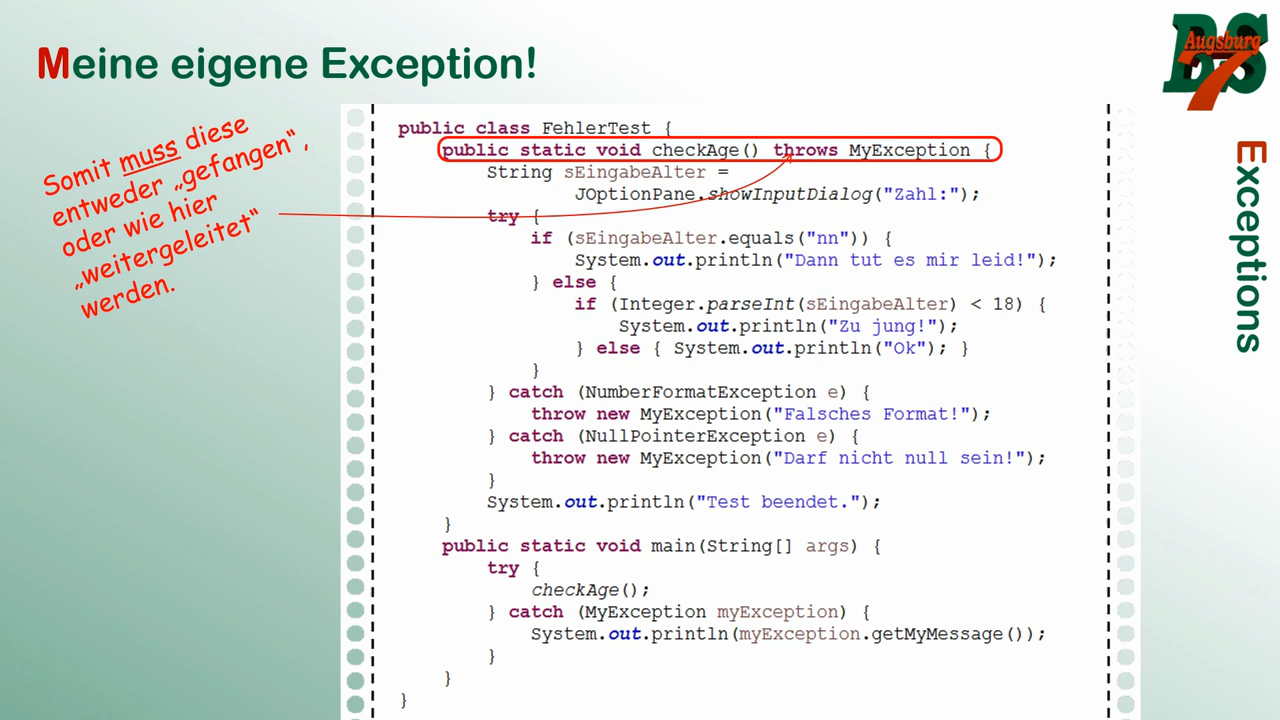 Meine eigene Exception!
BS
Augsburg
7
Exceptions
Somit muss diese
entweder „gefangen“,
oder wie hier
„weitergeleitet“
werden.
public class FehlerTest {
public static void checkAge() throws MyException {
String sEingabeAlter =
JOptionPane.showInputDialog("Zahl:");
try {
if (sEingabeAlter.equals("nn")) {
System.out.println("Dann tut es mir leid!");
} else {
if (Integer.parseInt(sEingabeAlter) < 18) {
System.out.println("Zu jung!");
} else { System.out.println("Ok"); }
}
} catch (NumberFormatException e) {
throw new MyException("Falsches Format!");
} catch (NullPointerException e) {
throw new MyException("Darf nicht null sein!");
}
System.out.println("Test beendet.");
}
public static void main(String[] args) {
try {
checkAge();
} catch (MyException myException) {
System.out.println(myException.getMyMessage());
}
}
}